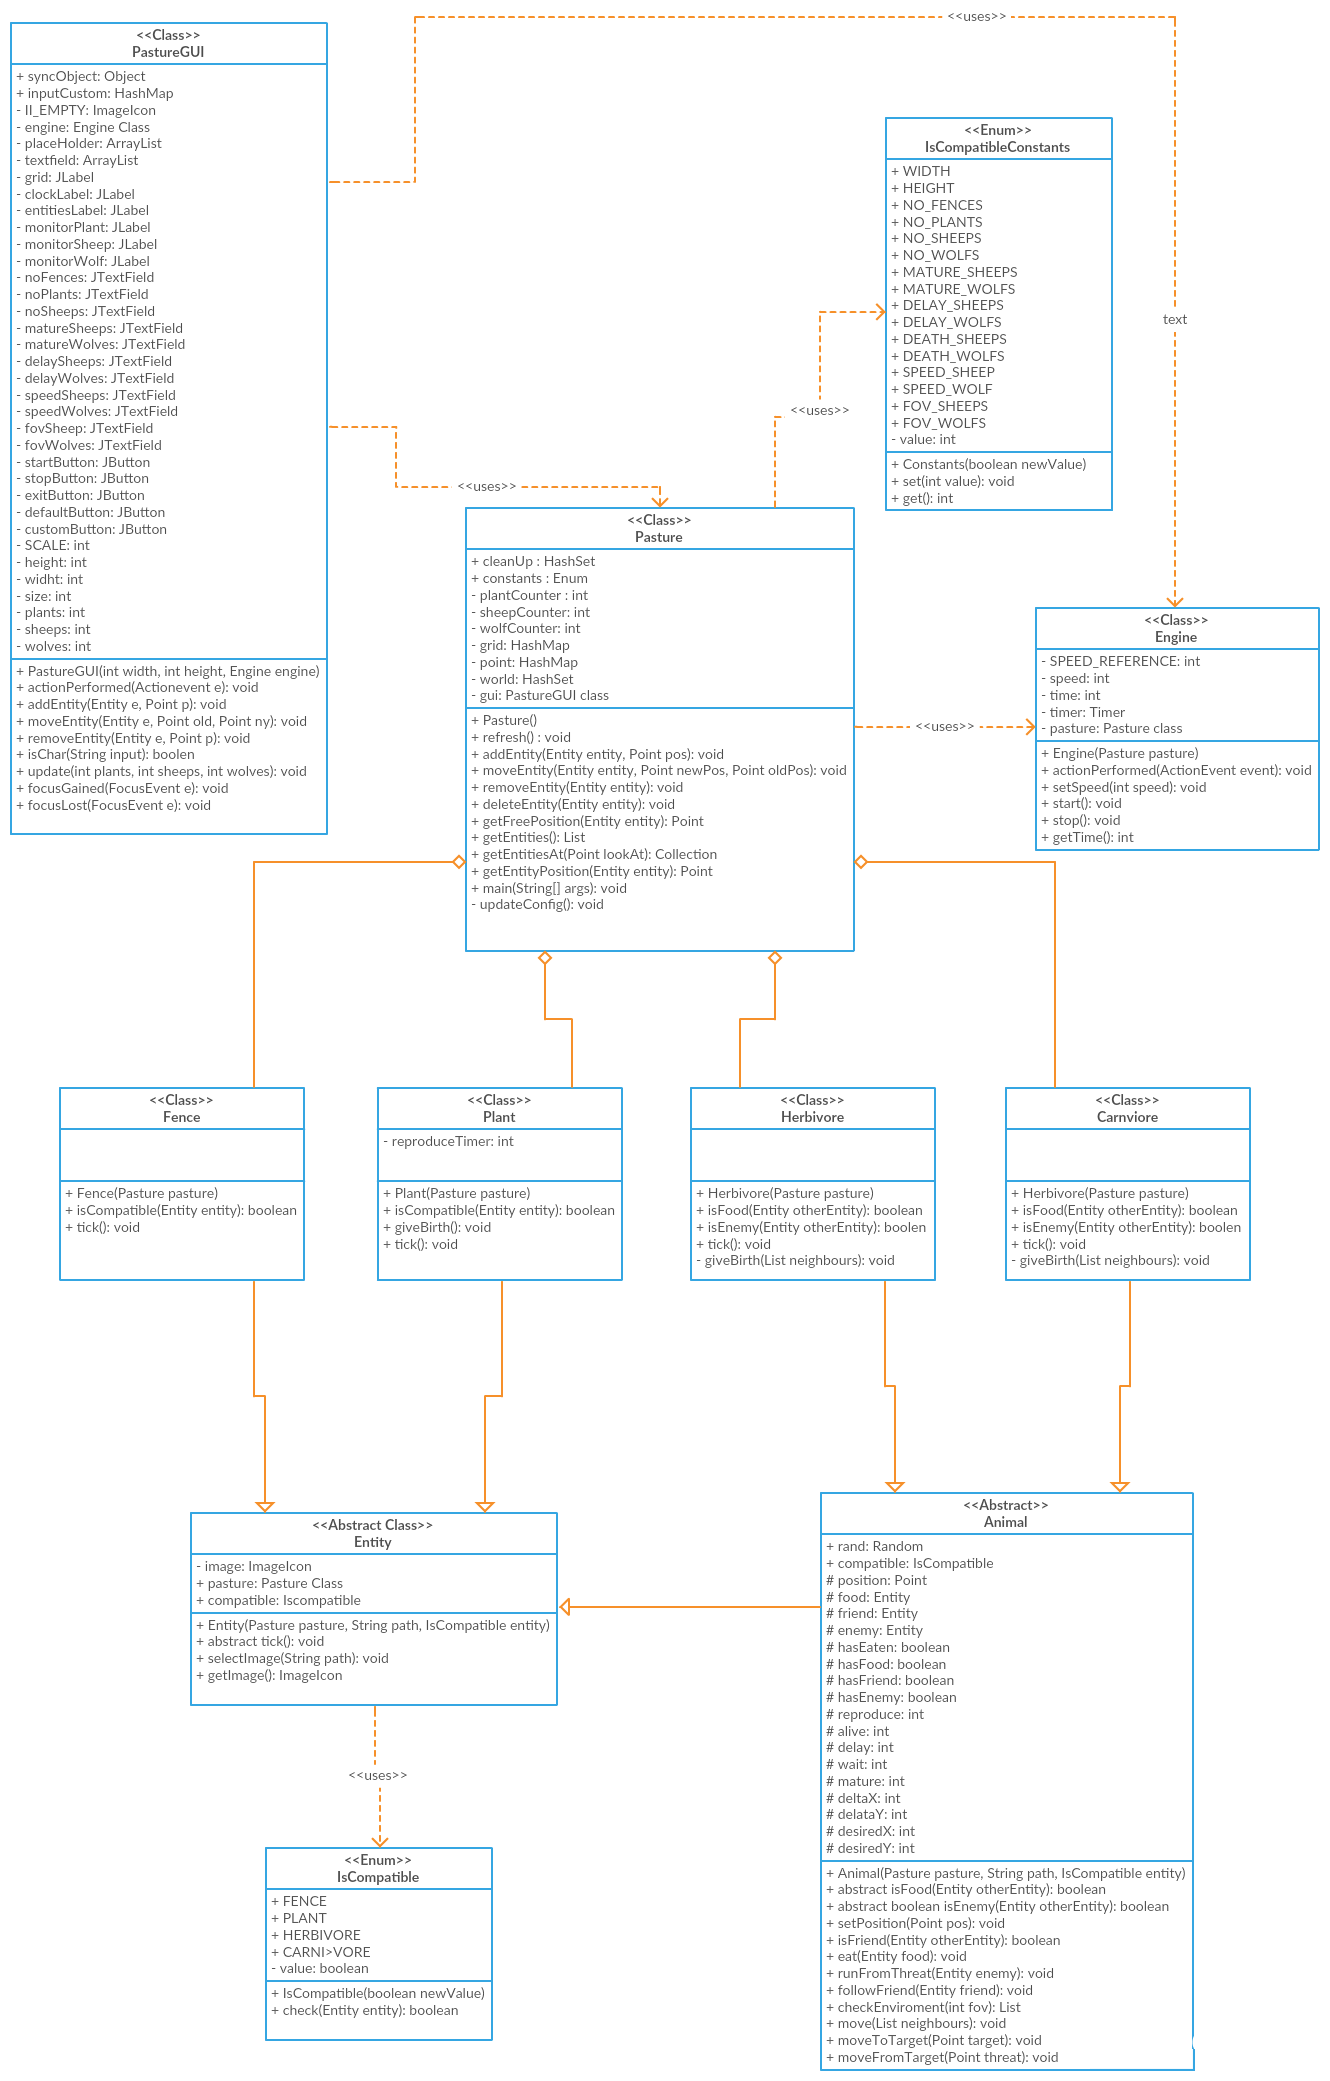 <<Class>>
PastureGUI
+ syncObject: Object
+ inputCustom: HashMap
- II_EMPTY: ImageIcon
- engine: Engine Class
- placeHolder: ArrayList
- textfield: ArrayList
- grid: JLabel
- clockLabel: JLabel
- entitiesLabel: JLabel
- monitorPlant: JLabel
- monitorSheep: JLabel
- monitorWolf: JLabel
- noFences: JTextField
- noPlants: JTextField
- noSheeps: JTextField
- matureSheeps: JTextField
- matureWolves: JTextField
- delaySheeps: JTextField
- delayWolves: JTextField
- speedSheeps: JTextField
- speedWolves: JTextField
- fovSheep: JTextField
- fovWolves: JTextField
- startButton: JButton
- stopButton: JButton
- exitButton: JButton
- defaultButton: JButton
- customButton: JButton
- SCALE: int
- height: int
- widht: int
- size: int
- plants: int
- sheeps: int
- wolves: int
+ PastureGUI(int width, int height, Engine engine)
+ actionPerformed(Actionevent e): void
+ addEntity(Entity e, Point p): void
+ moveEntity(Entity e, Point old, Point ny): void
+ removeEntity(Entity e, Point p): void
+ isChar(String input): boolen
+ update(int plants, int sheeps, int wolves): void
+ focusGained(FocusEvent e): void
+ focusLost(FocusEvent e): void
<<uses>>
<<Enum>>
IsCompatibleConstants
+ WIDTH
+ HEIGHT
+ NO_FENCES
+ NO_PLANTS
+ NO_SHEEPS
+ NO_WOLFS
+ MATURE_SHEEPS
+ MATURE_WOLFS
+ DELAY_SHEEPS
+ DELAY_WOLFS
+ DEATH_SHEEPS
+ DEATH_WOLFS
+ SPEED_SHEEP
+ SPEED_WOLF
+ FOV_SHEEPS
+ FOV_WOLFS
- value: int
+ Constants(boolean newValue)
+ set(int value): void
+ get(): int
text
<<uses>>
<<uses>>
<<Class>>
Pasture
+ cleanUp : HashSet
+ constants : Enum
- plantCounter : int
- sheepCounter: int
- wolfCounter: int
- grid: HashMap
- point: HashMap
- world: HashSet
- gui: PastureGUI class
+ Pasture()
+ refresh() : void
+ addEntity(Entity entity, Point pos): void
+ moveEntity(Entity entity, Point newPos, Point oldPos): void
+ removeEntity(Entity entity): void
+ deleteEntity(Entity entity): void
+ getFreePosition(Entity entity): Point
+ getEntities(): List
+ getEntitiesAt(Point lookAt): Collection
+ getEntityPosition(Entity entity): Point
+ main(String[] args): void
- updateConfig(): void
<<uses>>
<<Class>>
Engine
- SPEED_REFERENCE: int
- speed: int
- time: int
- timer: Timer
- pasture: Pasture class
+ Engine(Pasture pasture)
+ actionPerformed(ActionEvent event): void
+ setSpeed(int speed): void
+ start(): void
+ stop(): void
+ getTime(): int
<<Class>>
Fence
+ Fence(Pasture pasture)
+ isCompatible(Entity entity): boolean
+ tick(): void
<<Class>>
Plant
- reproduceTimer: int
+ Plant(Pasture pasture)
+ isCompatible(Entity entity): boolean
+ giveBirth(): void
+ tick(): void
<<Class>>
Herbivore
+ Herbivore(Pasture pasture)
+ isFood(Entity otherEntity): boolean
+ isEnemy(Entity otherEntity): boolen
+ tick(): void
- giveBirth(List neighbours): void
<<Class>>
Carnviore
+ Herbivore(Pasture pasture)
+ isFood(Entity otherEntity): boolean
+ isEnemy(Entity otherEntity): boolen
+ tick(): void
- giveBirth(List neighbours): void
<<Abstract Class>>
Entity
- image: ImageIcon
+ pasture: Pasture Class
+ compatible: Iscompatible
+ Entity(Pasture pasture, String path, IsCompatible entity)
+ abstract tick(): void
+ selectImage(String path): void
+ getImage(): ImageIcon
<<Abstract>>
Animal
+ rand: Random
+ compatible: IsCompatible
# position: Point
# food: Entity
# friend: Entity
# enemy: Entity
# hasEaten: boolean
# hasFood: boolean
# hasFriend: boolean
# hasEnemy: boolean
# reproduce: int
# alive: int
# delay: int
# wait: int
# mature: int
# deltaX: int
# delataY: int
# desiredX: int
# desiredY: int
+ Animal(Pasture pasture, String path, IsCompatible entity)
+ abstract isFood(Entity otherEntity): boolean
+ abstract boolean isEnemy(Entity otherEntity): boolean
+ setPosition(Point pos): void
+ isFriend(Entity otherEntity): boolean
+ eat(Entity food): void
+ runFromThreat(Entity enemy): void
+ followFriend(Entity friend): void
+ checkEnviroment(int fov): List
+ move(List neighbours): void
+ moveToTarget(Point target): void
+ moveFromTarget(Point threat): void
<<uses>>
<<Enum>>
IsCompatible
+ FENCE
+ PLANT
+ HERBIVORE
+ CARNI>VORE
- value: boolean
+ IsCompatible(boolean newValue)
+ check(Entity entity): boolean